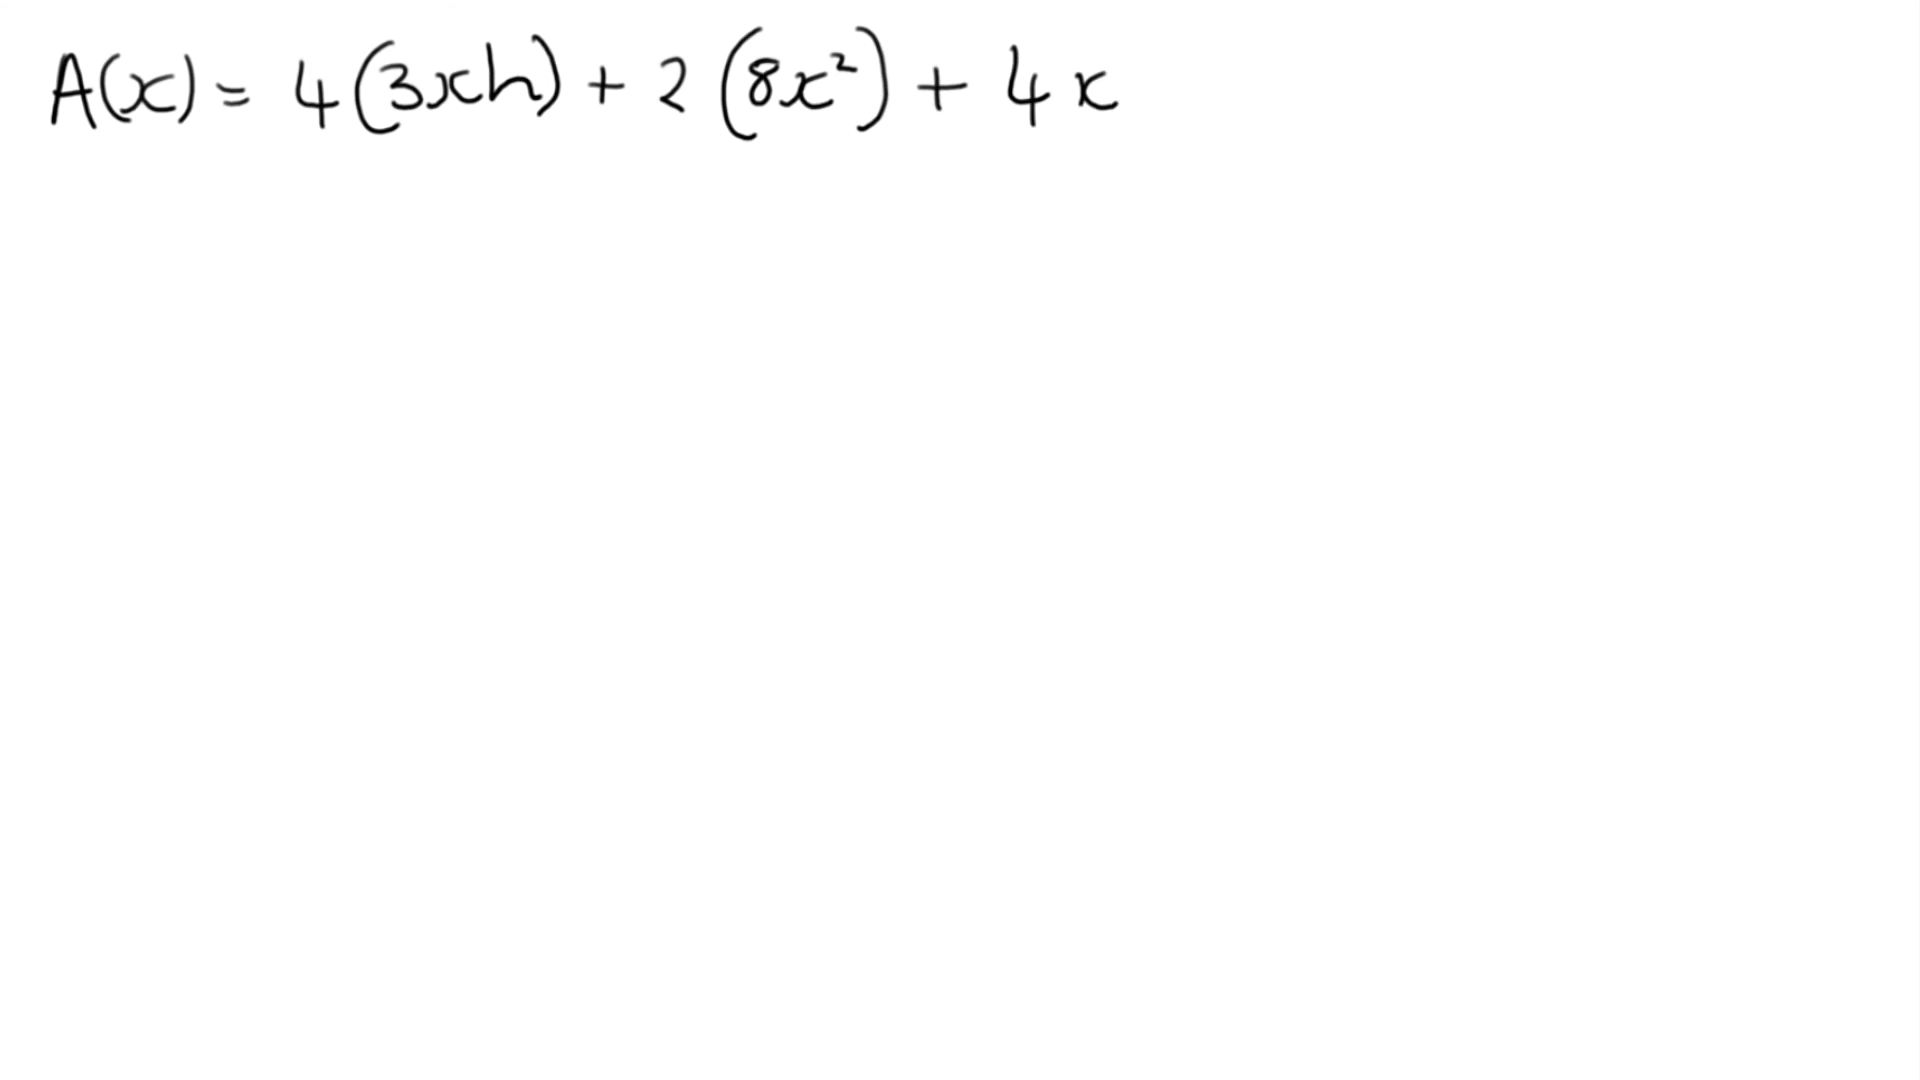 A(x) = 4(3xh) + 2(8x²) + 4x